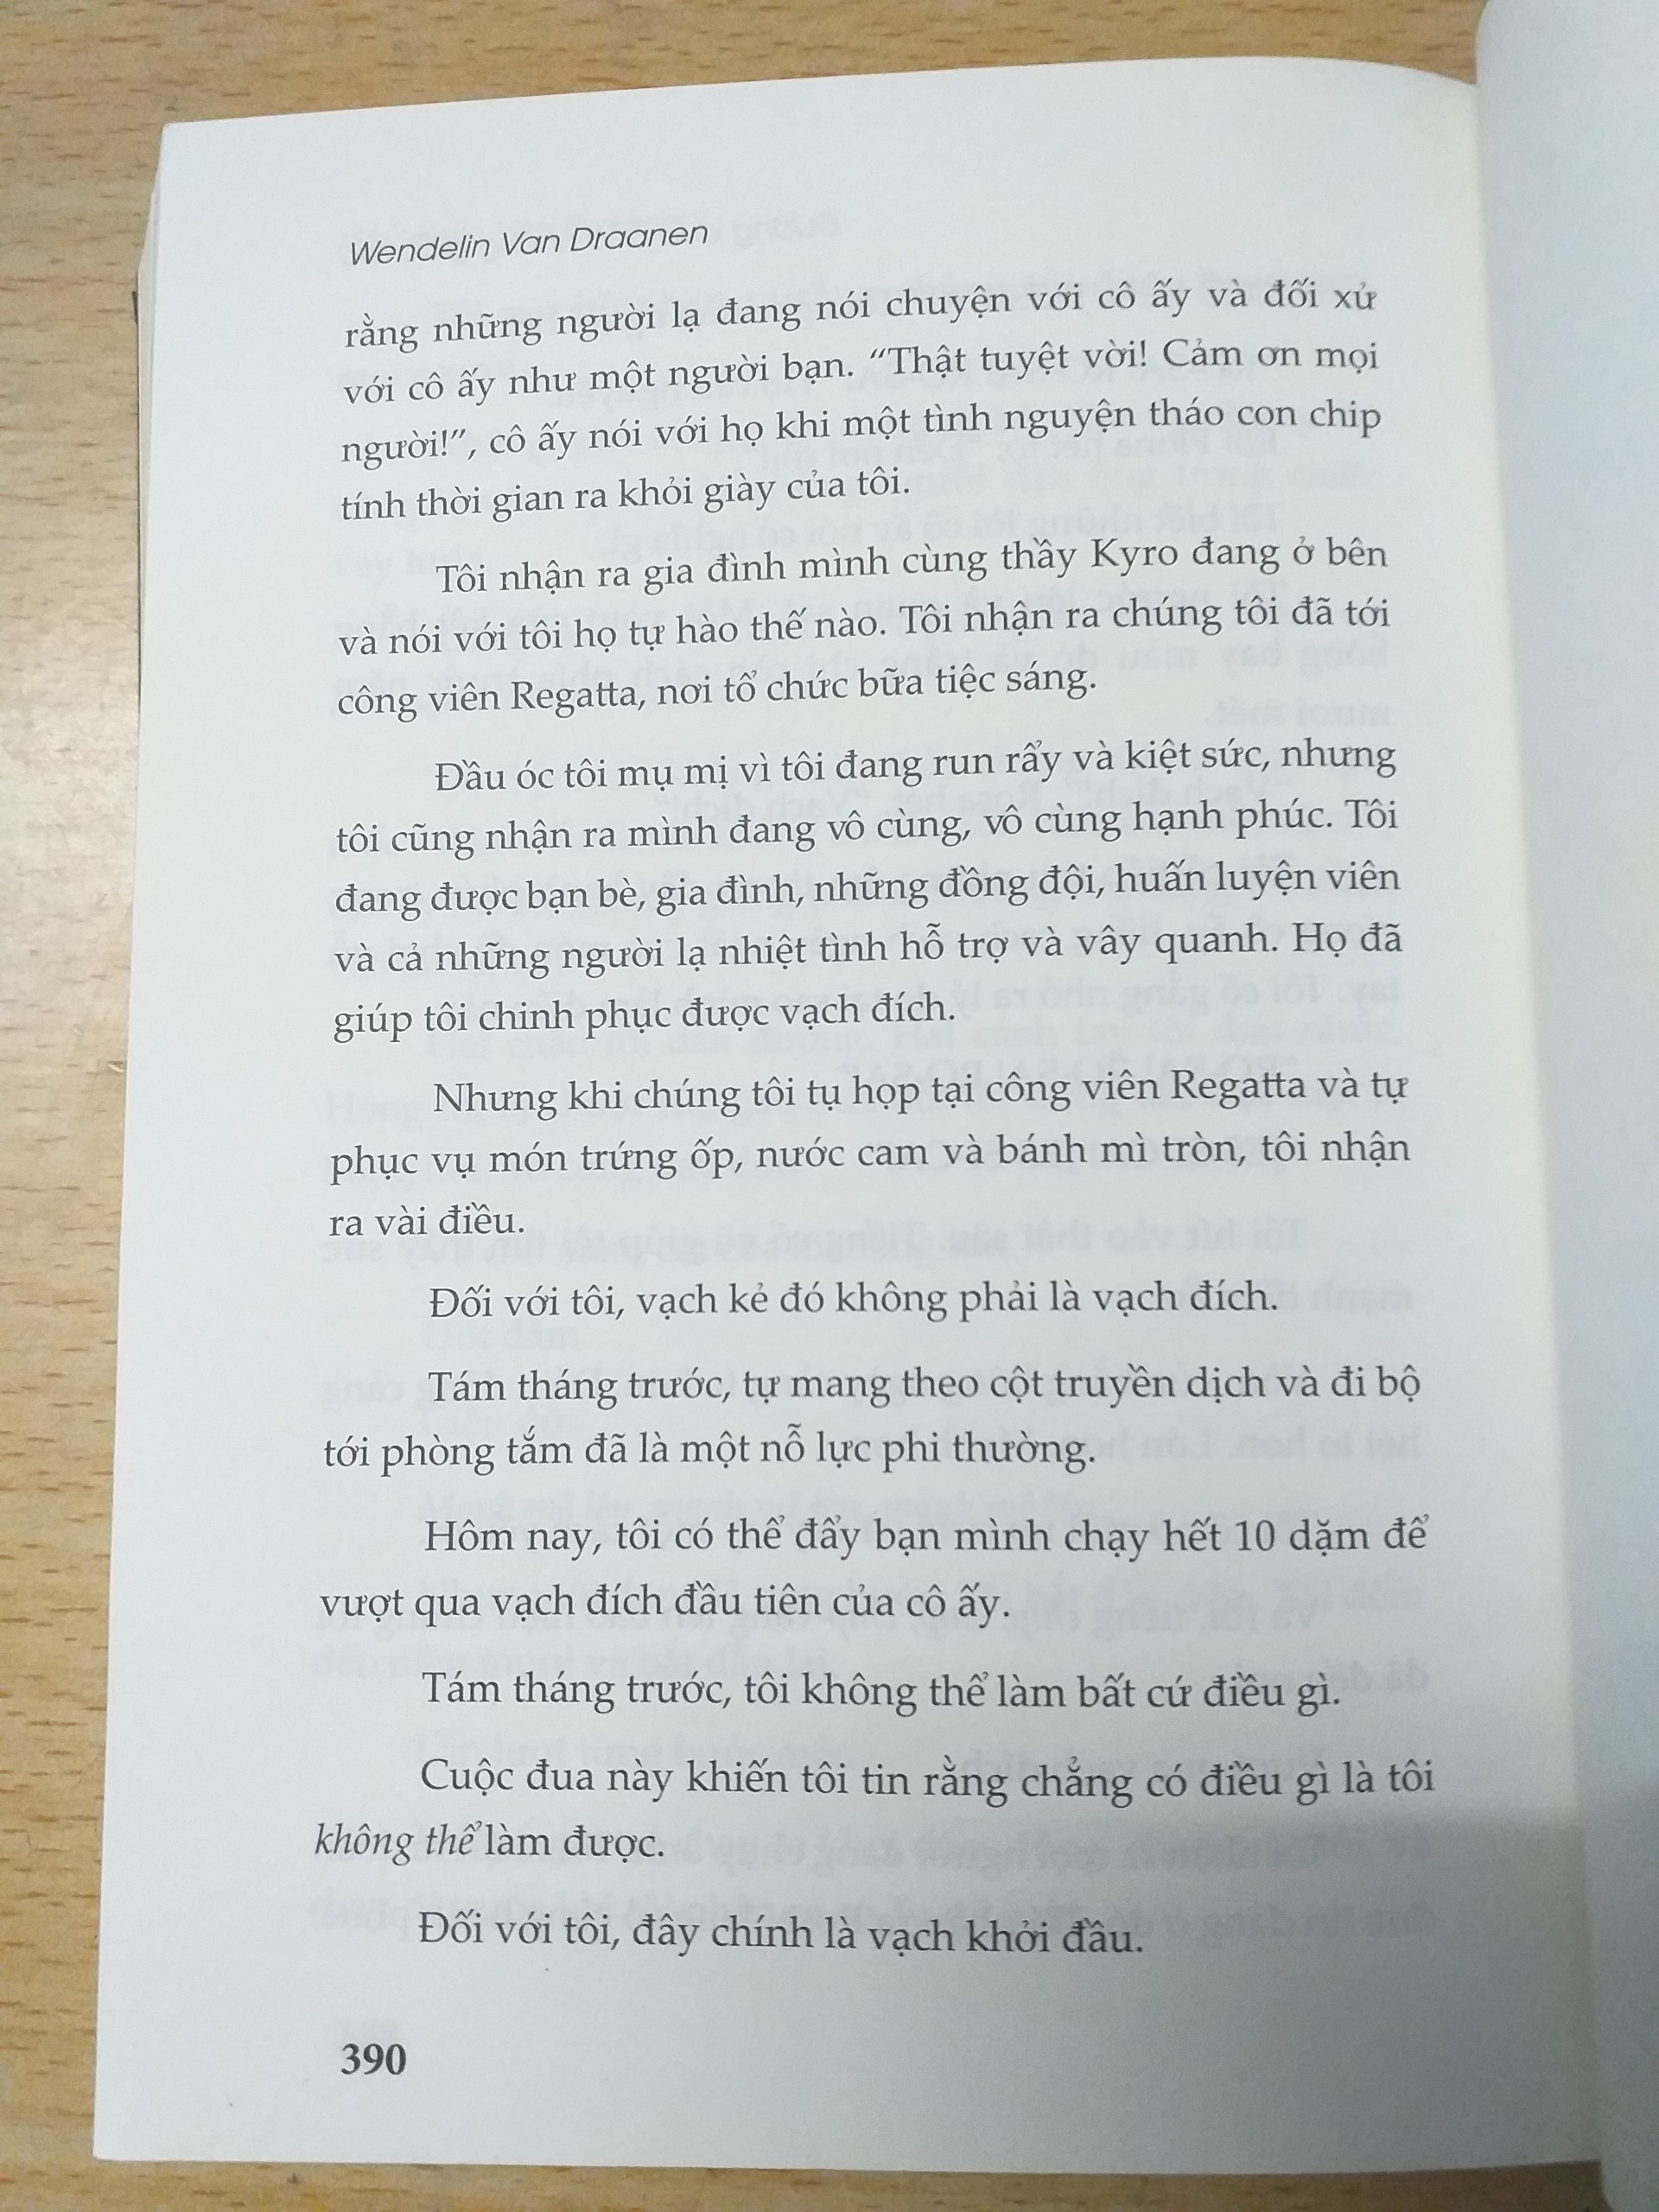 Wendelin Van Draanen
rằng những người lạ đang nói chuyện với cô ấy và đối xử
với cô ấy như một người bạn. “Thật tuyệt vời! Cảm ơn mọi
người!”, cô ấy nói với họ khi một tình nguyện tháo con chip
tính thời gian ra khỏi giày của tôi.
Tôi nhận ra gia đình mình cùng thầy Kyro đang ở bên
và nói với tôi họ tự hào thế nào. Tôi nhận ra chúng tôi đã tới
công viên Regatta, nơi tổ chức bữa tiệc sáng.
Đầu óc tôi mụ mị vì tôi đang run rẩy và kiệt sức, nhưng
tôi cũng nhận ra mình đang vô cùng, vô cùng hạnh phúc. Tôi
đang được bạn bè, gia đình, những đồng đội, huấn luyện viên
và cả những người lạ nhiệt tình hỗ trợ và vây quanh. Họ đã
giúp tôi chinh phục được vạch đích.
Nhưng khi chúng tôi tụ họp tại công viên Regatta và tự
phục vụ món trứng ốp, nước cam và bánh mì tròn, tôi nhận
ra vài điều.
Đối với tôi, vạch kẻ đó không phải là vạch đích.
Tám tháng trước, tự mang theo cột truyền dịch và đi bộ
tới phòng tắm đã là một nỗ lực phi thường.
Hôm nay, tôi có thể đẩy bạn mình chạy hết 10 dặm để
vượt qua vạch đích đầu tiên của cô ấy.
Tám tháng trước, tôi không thể làm bất cứ điều gì.
Cuộc đua này khiến tôi tin rằng chẳng có điều gì là tôi
không thể làm được.
Đối với tôi, đây chính là vạch khởi đầu.
390